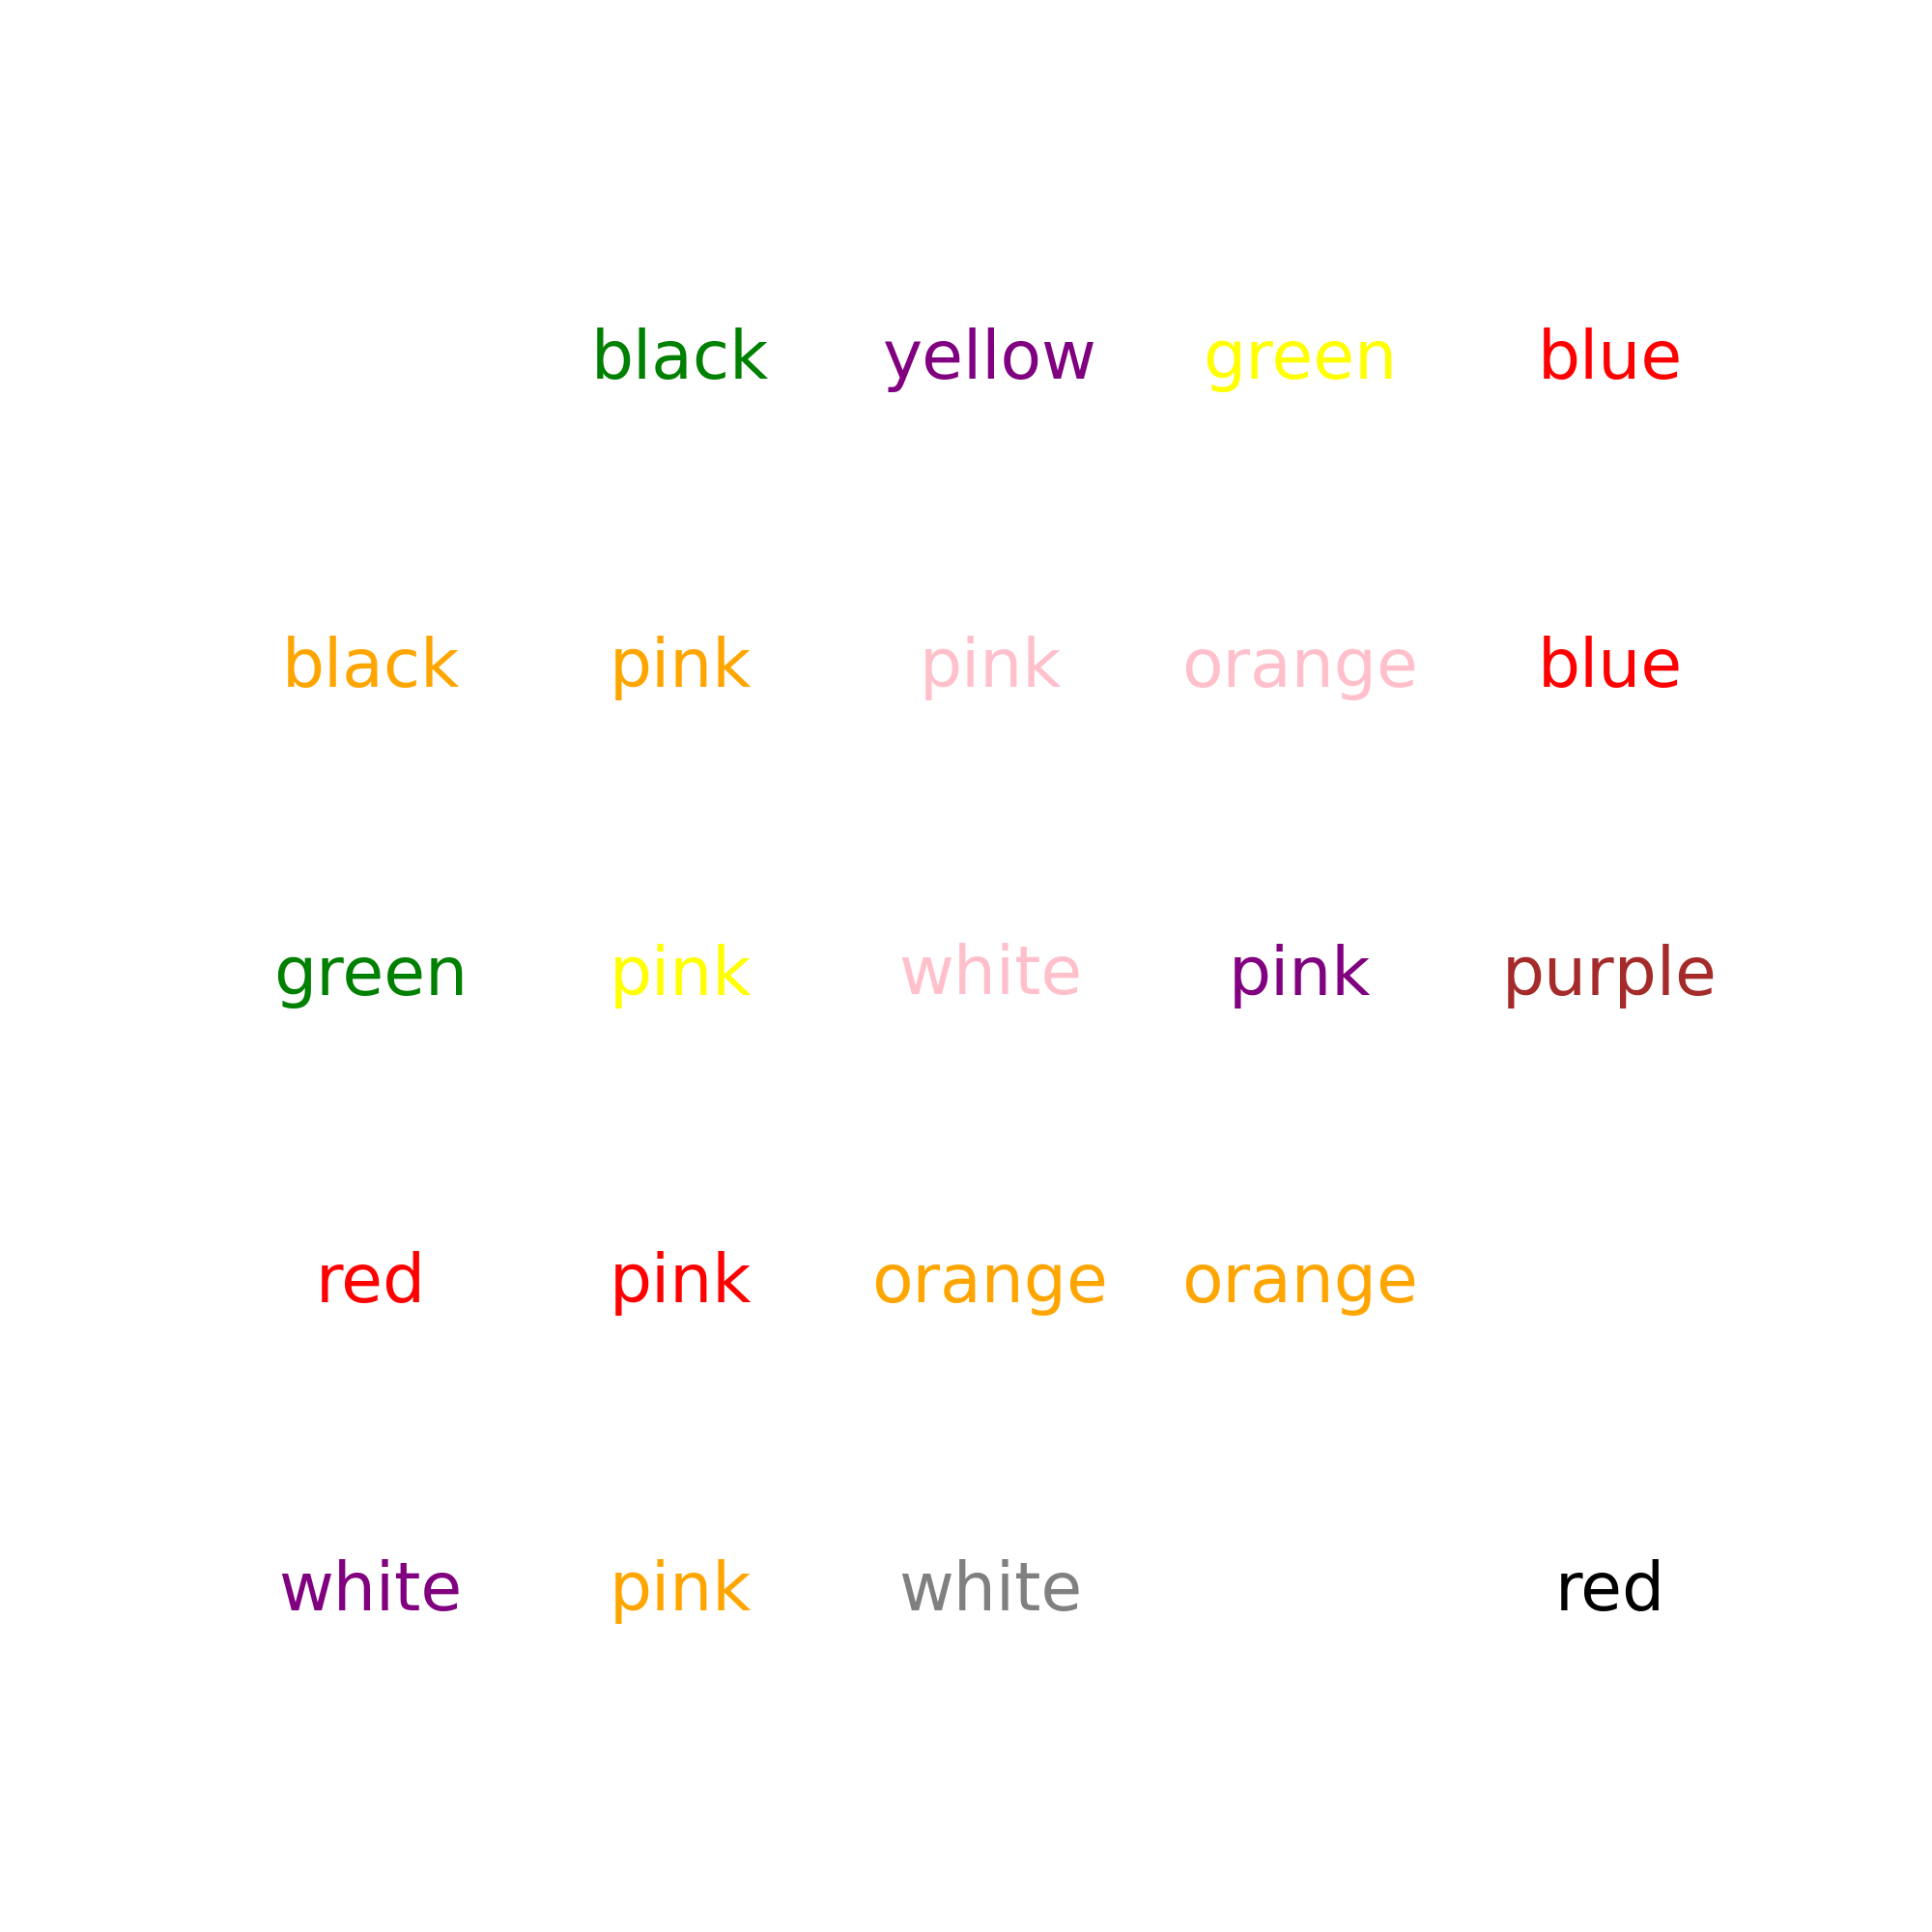 black yellow green blue
black pink pink orange blue
green pink white pink purple
red pink orange orange
white pink white red